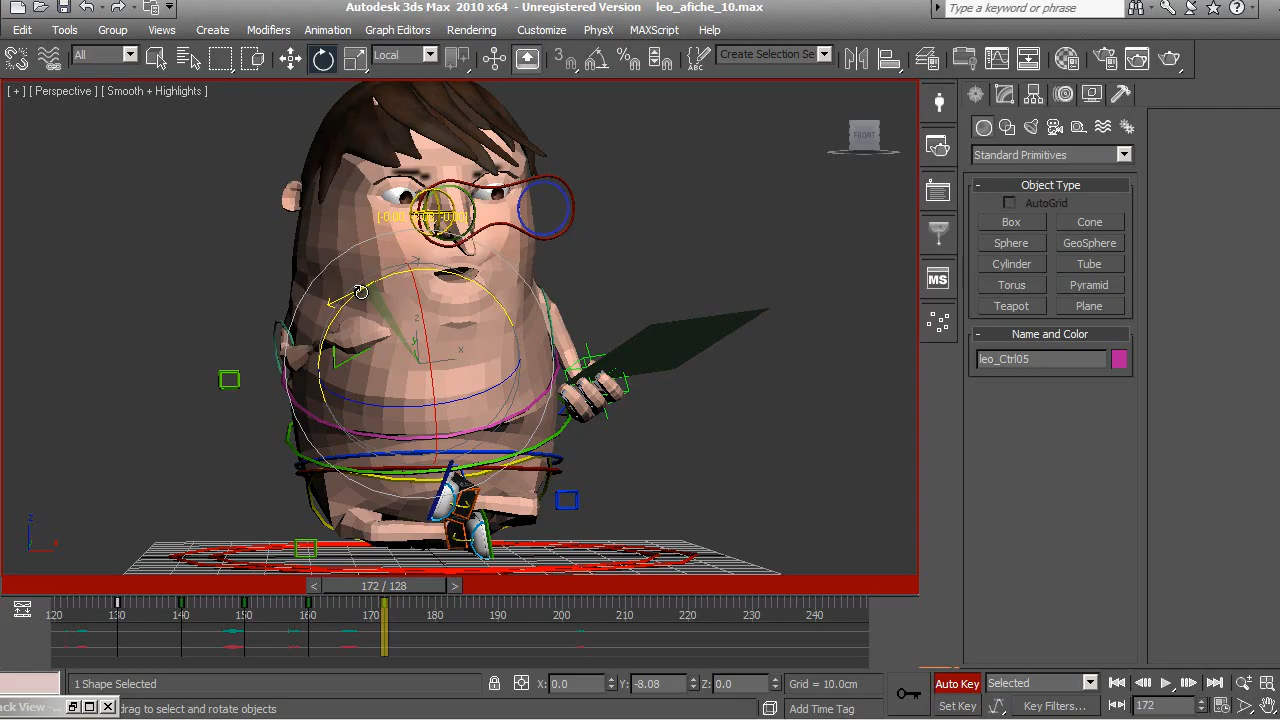 Autodesk 3ds Max 2010 x64 - Unregistered Version leo_afiche_10.max
Type a keyword or phrase
Edit Tools Group Views Create Modifiers Animation Graph Editors Rendering Customize PhysX MAXScript Help
All Local 3 Create Selection Se
[ + ] [ Perspective ] [ Smooth + Highlights ]
FRONT
MS
Standard Primitives
- Object Type
AutoGrid
Box Cone
Sphere GeoSphere
Cylinder Tube
Torus Pyramid
Teapot Plane
- Name and Color
leo_Ctrl05
z
y
x
z
x
< 172 / 128 >
120 130 140 150 160 170 180 190 200 210 220 230 240
1 Shape Selected X: 0.0 Y: -8.08 Z: 0.0 Grid = 10.0cm Auto Key Selected
ack View - drag to select and rotate objects Add Time Tag Set Key Key Filters... 172